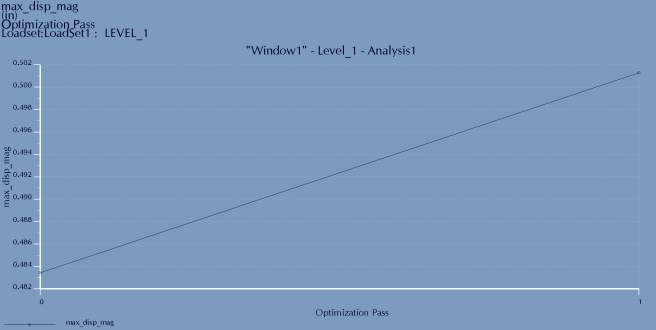 max_disp_mag
(in)
Optimization Pass
Loadset:LoadSet1 : LEVEL_1
"Window1" - Level_1 - Analysis1
0.502
0.500
0.498
0.496
0.494
0.492
0.490
0.488
0.486
0.484
0.482
max_disp_mag
0 1
Optimization Pass
max_disp_mag